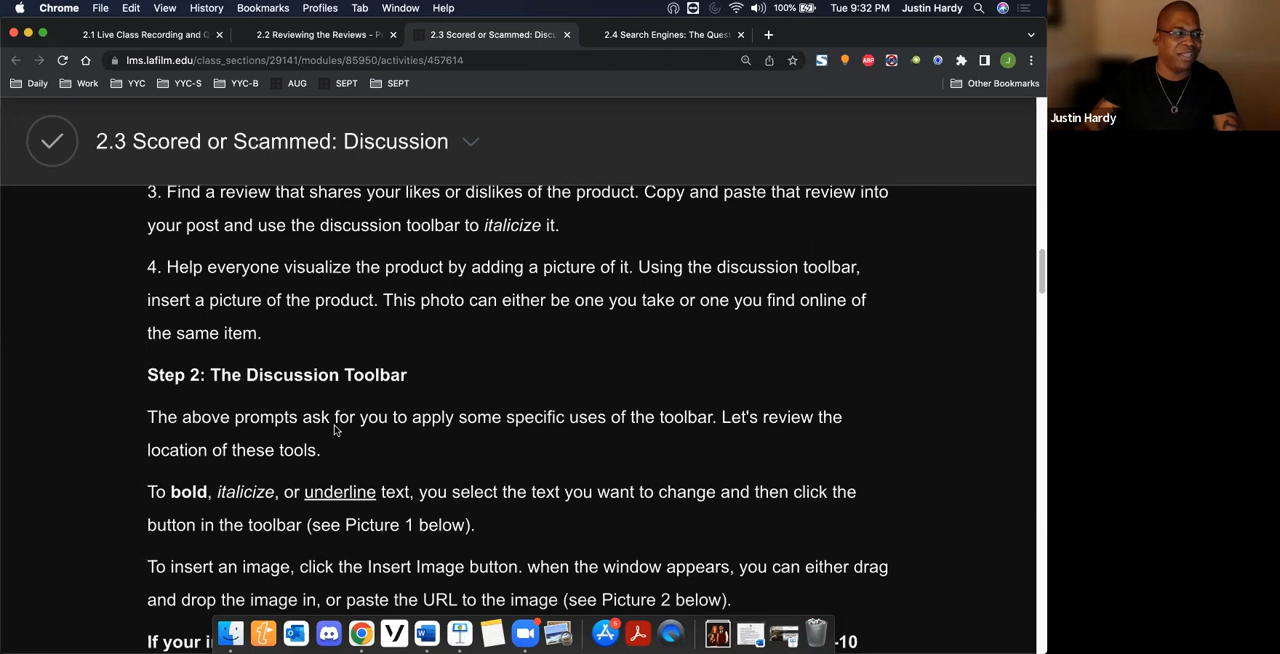 Chrome File Edit View History Bookmarks Profiles Tab Window Help 100% Tue 9:32 PM Justin Hardy
2.1 Live Class Recording and Q 2.2 Reviewing the Reviews - P 2.3 Scored or Scammed: Discu 2.4 Search Engines: The Quest
lms.lafilm.edu/class_sections/29141/modules/85950/activities/457614
Daily Work YYC YYC-S YYC-B AUG SEPT SEPT Other Bookmarks
Justin Hardy
2.3 Scored or Scammed: Discussion
3. Find a review that shares your likes or dislikes of the product. Copy and paste that review into
your post and use the discussion toolbar to italicize it.
4. Help everyone visualize the product by adding a picture of it. Using the discussion toolbar,
insert a picture of the product. This photo can either be one you take or one you find online of
the same item.
Step 2: The Discussion Toolbar
The above prompts ask for you to apply some specific uses of the toolbar. Let's review the
location of these tools.
To bold, italicize, or underline text, you select the text you want to change and then click the
button in the toolbar (see Picture 1 below).
To insert an image, click the Insert Image button. when the window appears, you can either drag
and drop the image in, or paste the URL to the image (see Picture 2 below).
If your i -10